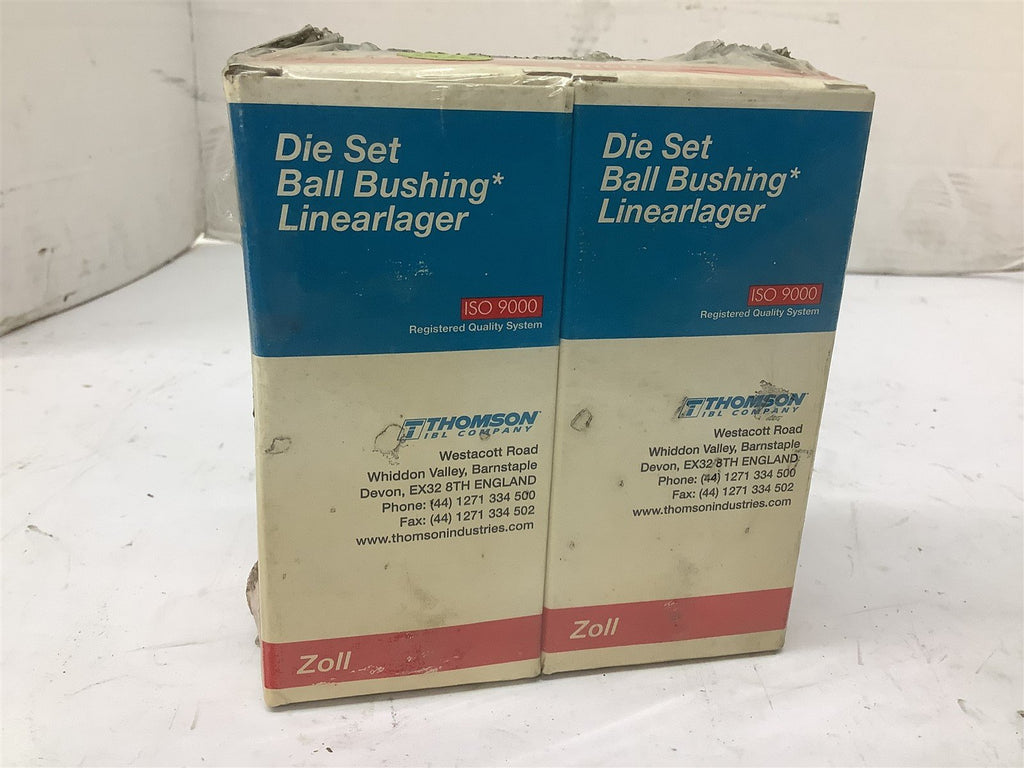 Die Set
Ball Bushing*
Linearlager
ISO 9000
Registered Quality System
THOMSON
IBL COMPANY
Westacott Road
Whiddon Valley, Barnstaple
Devon, EX32 8TH ENGLAND
Phone: (44) 1271 334 500
Fax: (44) 1271 334 502
www.thomsonindustries.com
Zoll
Die Set
Ball Bushing*
Linearlager
ISO 9000
Registered Quality System
THOMSON
IBL COMPANY
Westacott Road
Whiddon Valley, Barnstaple
Devon, EX32 8TH ENGLAND
Phone: (44) 1271 334 500
Fax: (44) 1271 334 502
www.thomsonindustries.com
Zoll